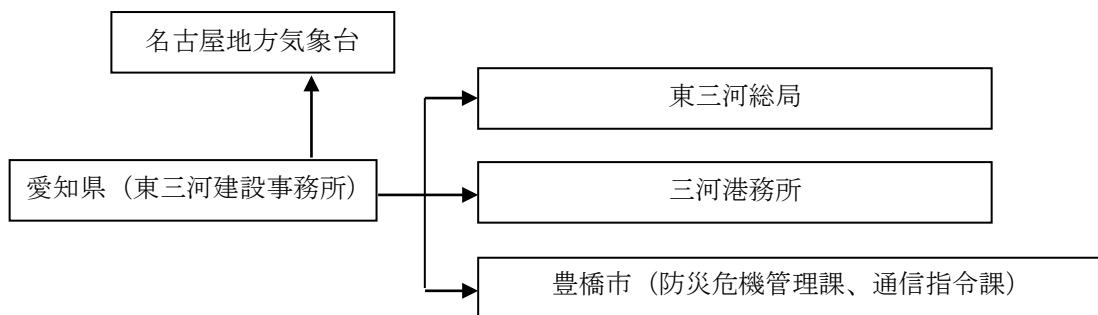 名古屋地方気象台
東三河総局
愛知県（東三河建設事務所）
三河港務所
豊橋市（防災危機管理課、通信指令課）